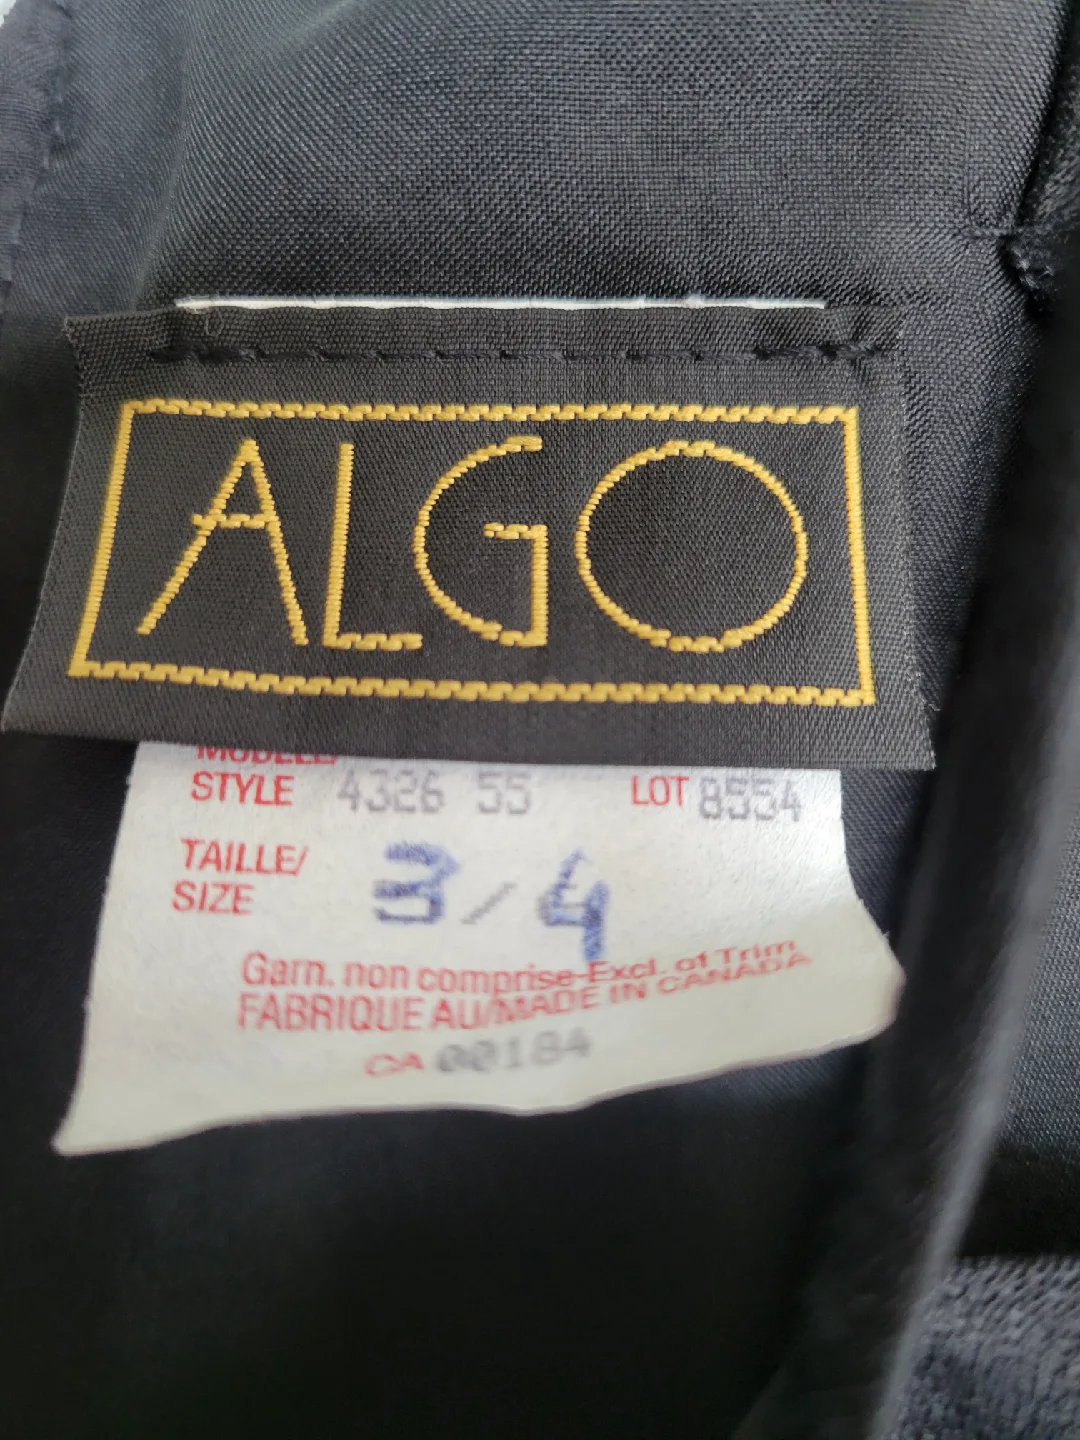 ALGO
MODELE/
STYLE 4326 55 LOT 8554
TAILLE/
SIZE 3/4
Garn. non comprise-Excl. of Trim
FABRIQUE AU/MADE IN CANADA
CA 00184